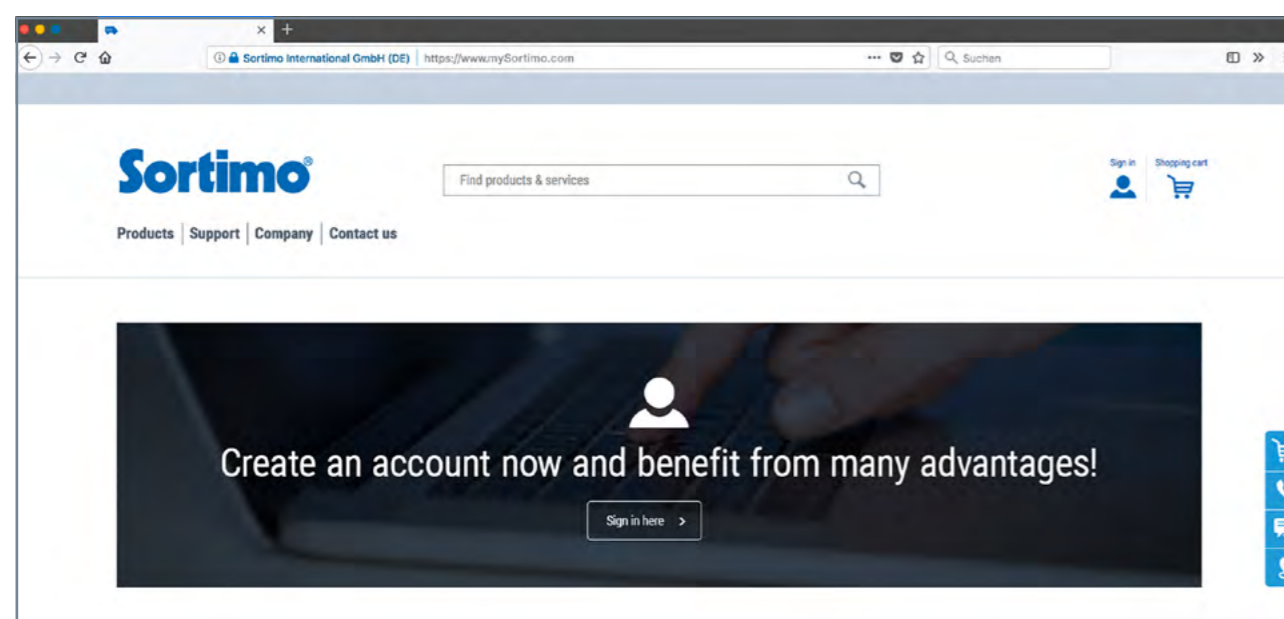 Sortimo International GmbH (DE) https://www.mySortimo.com Suchen
Sortimo®
Find products & services
Sign in Shopping cart
Products Support Company Contact us
Create an account now and benefit from many advantages!
Sign in here